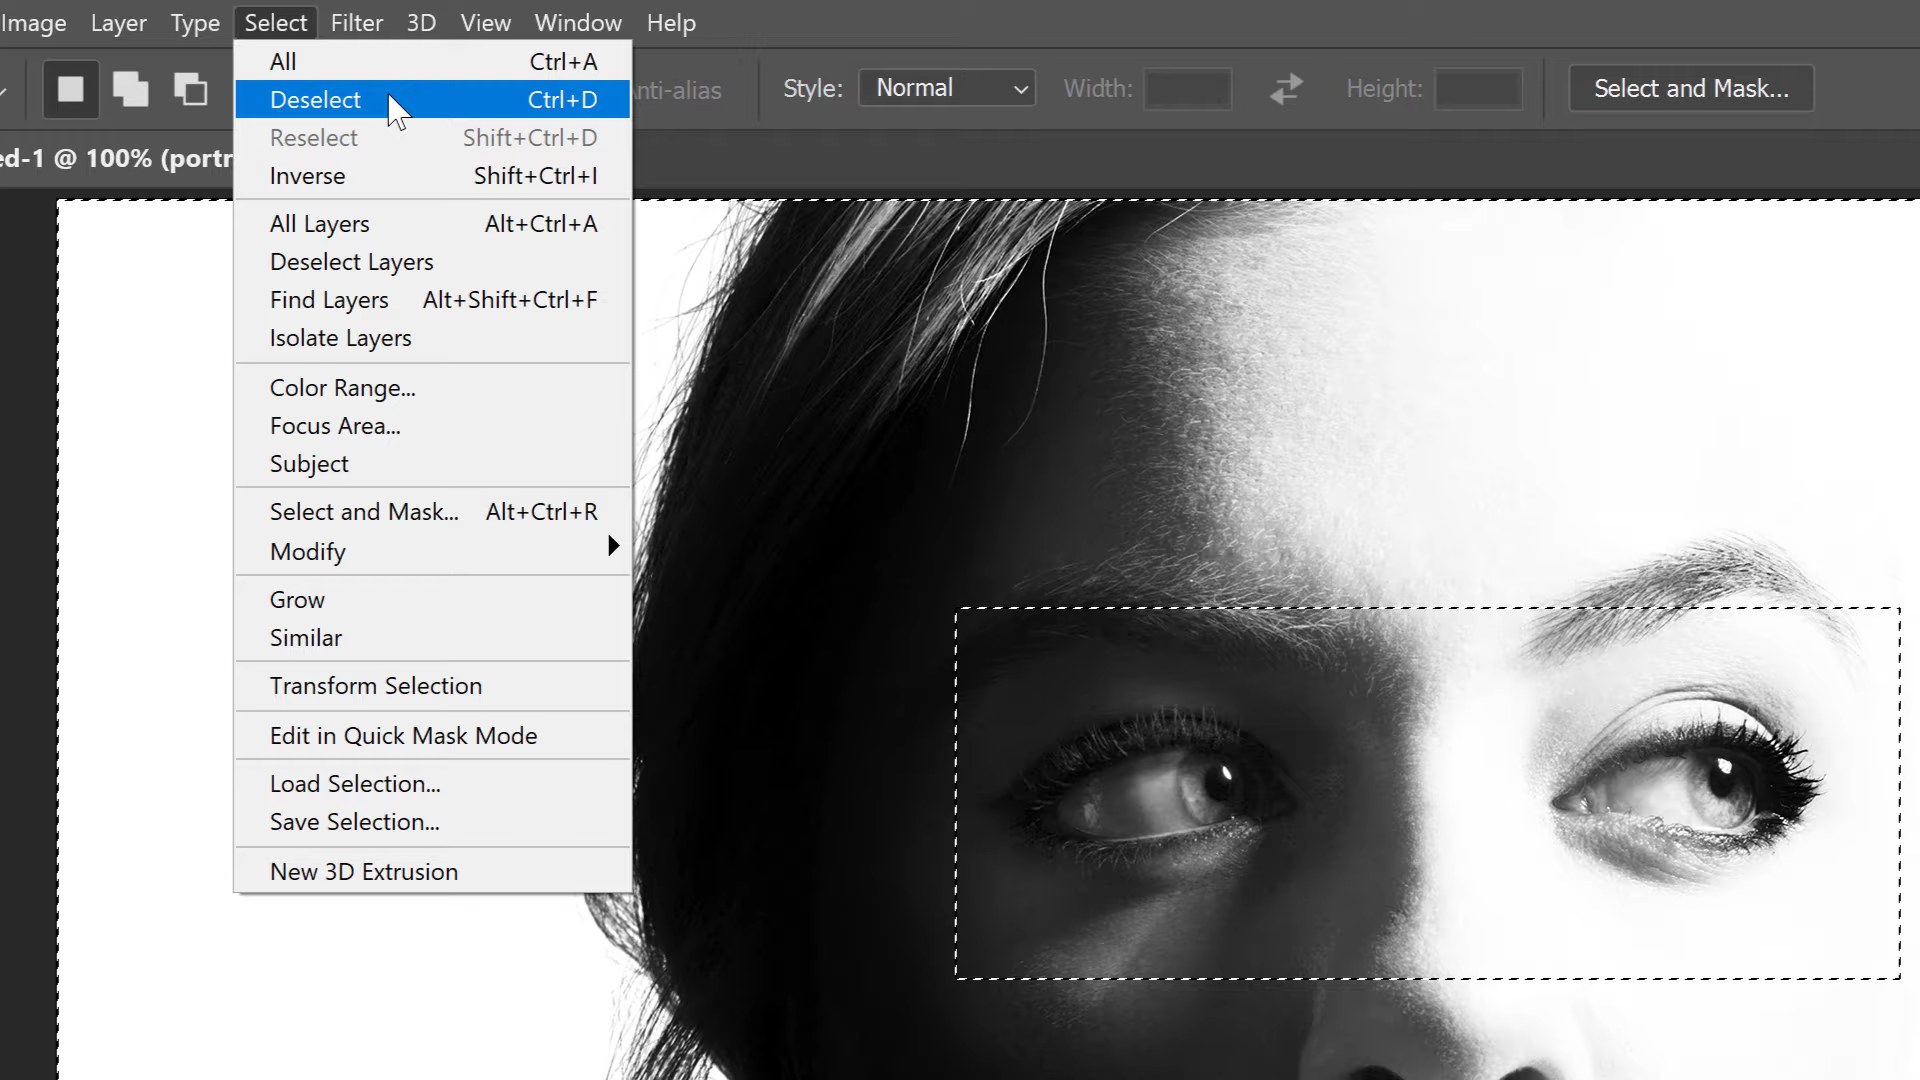 Image Layer Type Select Filter 3D View Window Help
Anti-alias Style: Normal Width: Height: Select and Mask...
ed-1 @ 100% (portr
All Ctrl+A
Deselect Ctrl+D
Reselect Shift+Ctrl+D
Inverse Shift+Ctrl+I
All Layers Alt+Ctrl+A
Deselect Layers
Find Layers Alt+Shift+Ctrl+F
Isolate Layers
Color Range...
Focus Area...
Subject
Select and Mask... Alt+Ctrl+R
Modify
Grow
Similar
Transform Selection
Edit in Quick Mask Mode
Load Selection...
Save Selection...
New 3D Extrusion